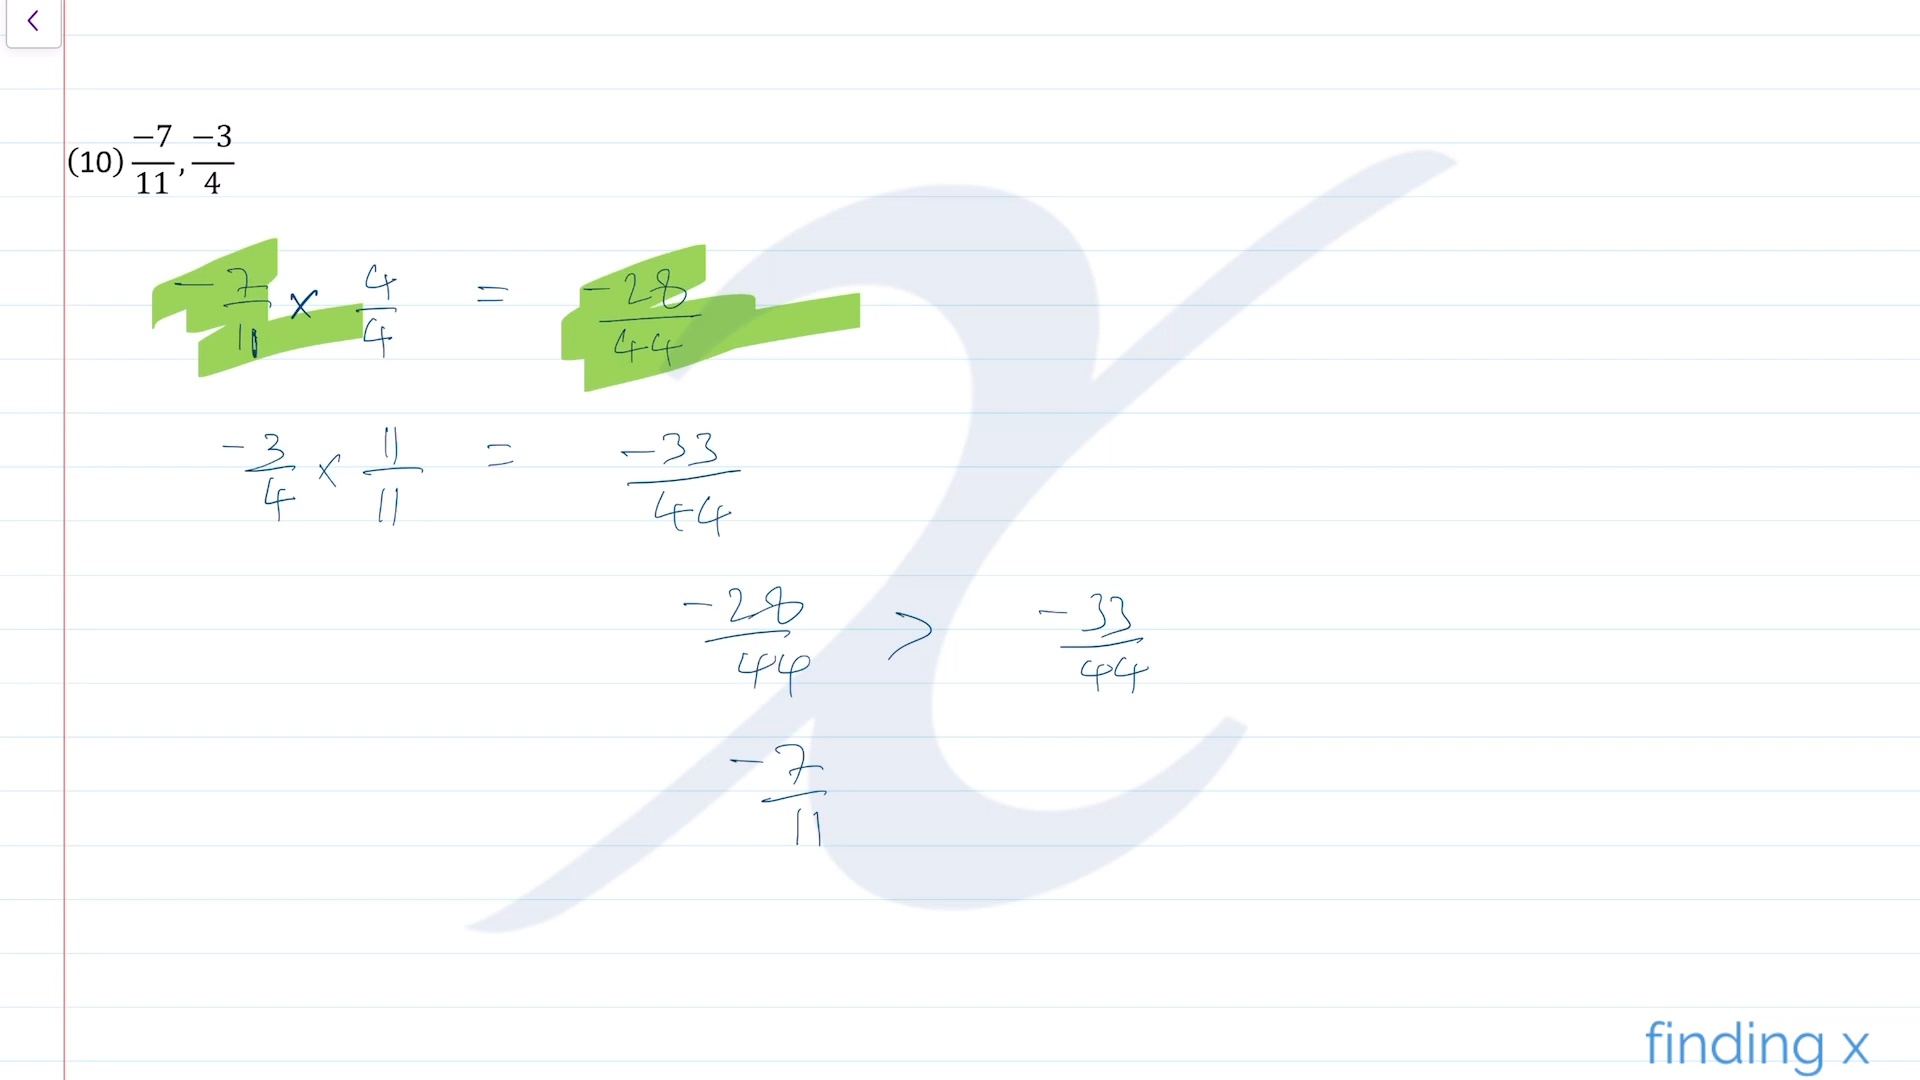 (10) −7/11, −3/4
−7/11 × 4/4 = −28/44
−3/4 × 11/11 = −33/44
−28/44 > −33/44
−7/11
finding x